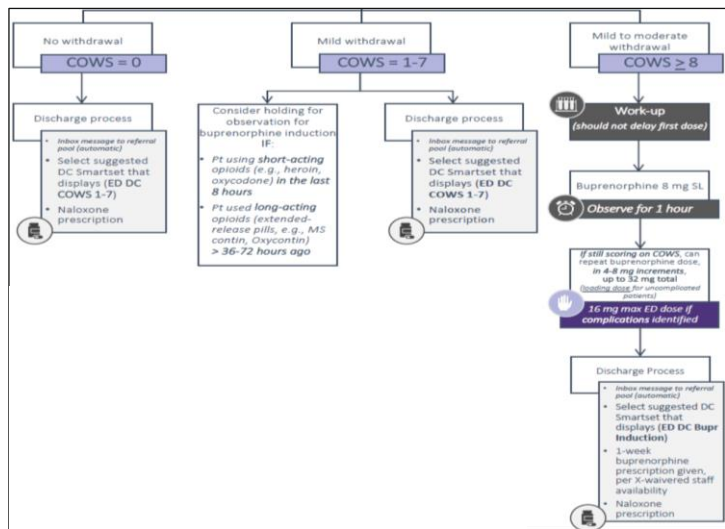 No withdrawal
COWS = 0
Discharge process
• Inbox message to referral
pool (automatic)
• Select suggested
DC Smartset that
displays (ED DC
COWS 1-7)
• Naloxone
prescription
Mild withdrawal
COWS = 1-7
Consider holding for
observation for
buprenorphine induction
IF:
• Pt using short-acting
opioids (e.g., heroin,
oxycodone) in the last
8 hours
• Pt used long-acting
opioids (extended-
release pills, e.g., MS
contin, Oxycontin)
> 36-72 hours ago
Discharge process
• Inbox message to referral
pool (automatic)
• Select suggested
DC Smartset that
displays (ED DC
COWS 1-7)
• Naloxone
prescription
Mild to moderate
withdrawal
COWS ≥ 8
Work-up
(should not delay first dose)
Buprenorphine 8 mg SL
Observe for 1 hour
If still scoring on COWS, can
repeat buprenorphine dose,
in 4-8 mg increments,
up to 32 mg total
(loading dose for uncomplicated
patients)
16 mg max ED dose if
complications identified
Discharge Process
• Inbox message to referral
pool (automatic)
• Select suggested DC
Smartset that
displays (ED DC Bupr
Induction)
• 1-week
buprenorphine
prescription given,
per X-waivered staff
availability
• Naloxone
prescription